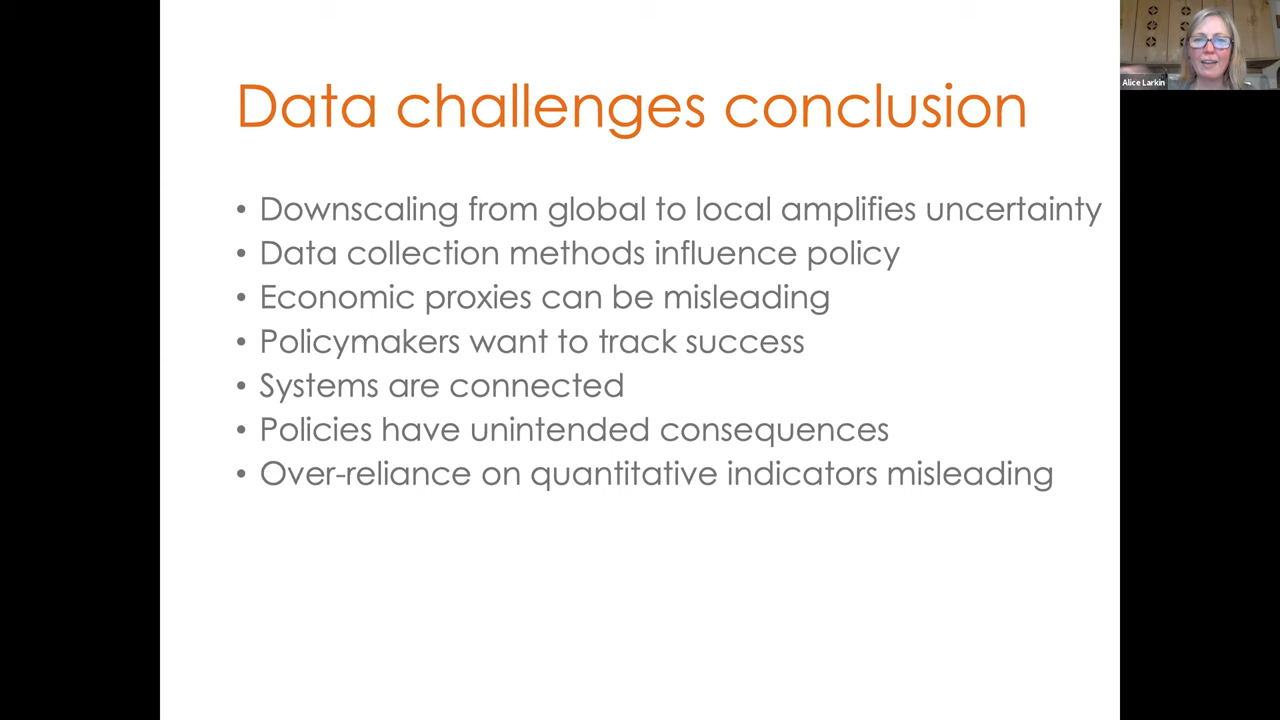 Data challenges conclusion
• Downscaling from global to local amplifies uncertainty
• Data collection methods influence policy
• Economic proxies can be misleading
• Policymakers want to track success
• Systems are connected
• Policies have unintended consequences
• Over-reliance on quantitative indicators misleading
Alice Larkin